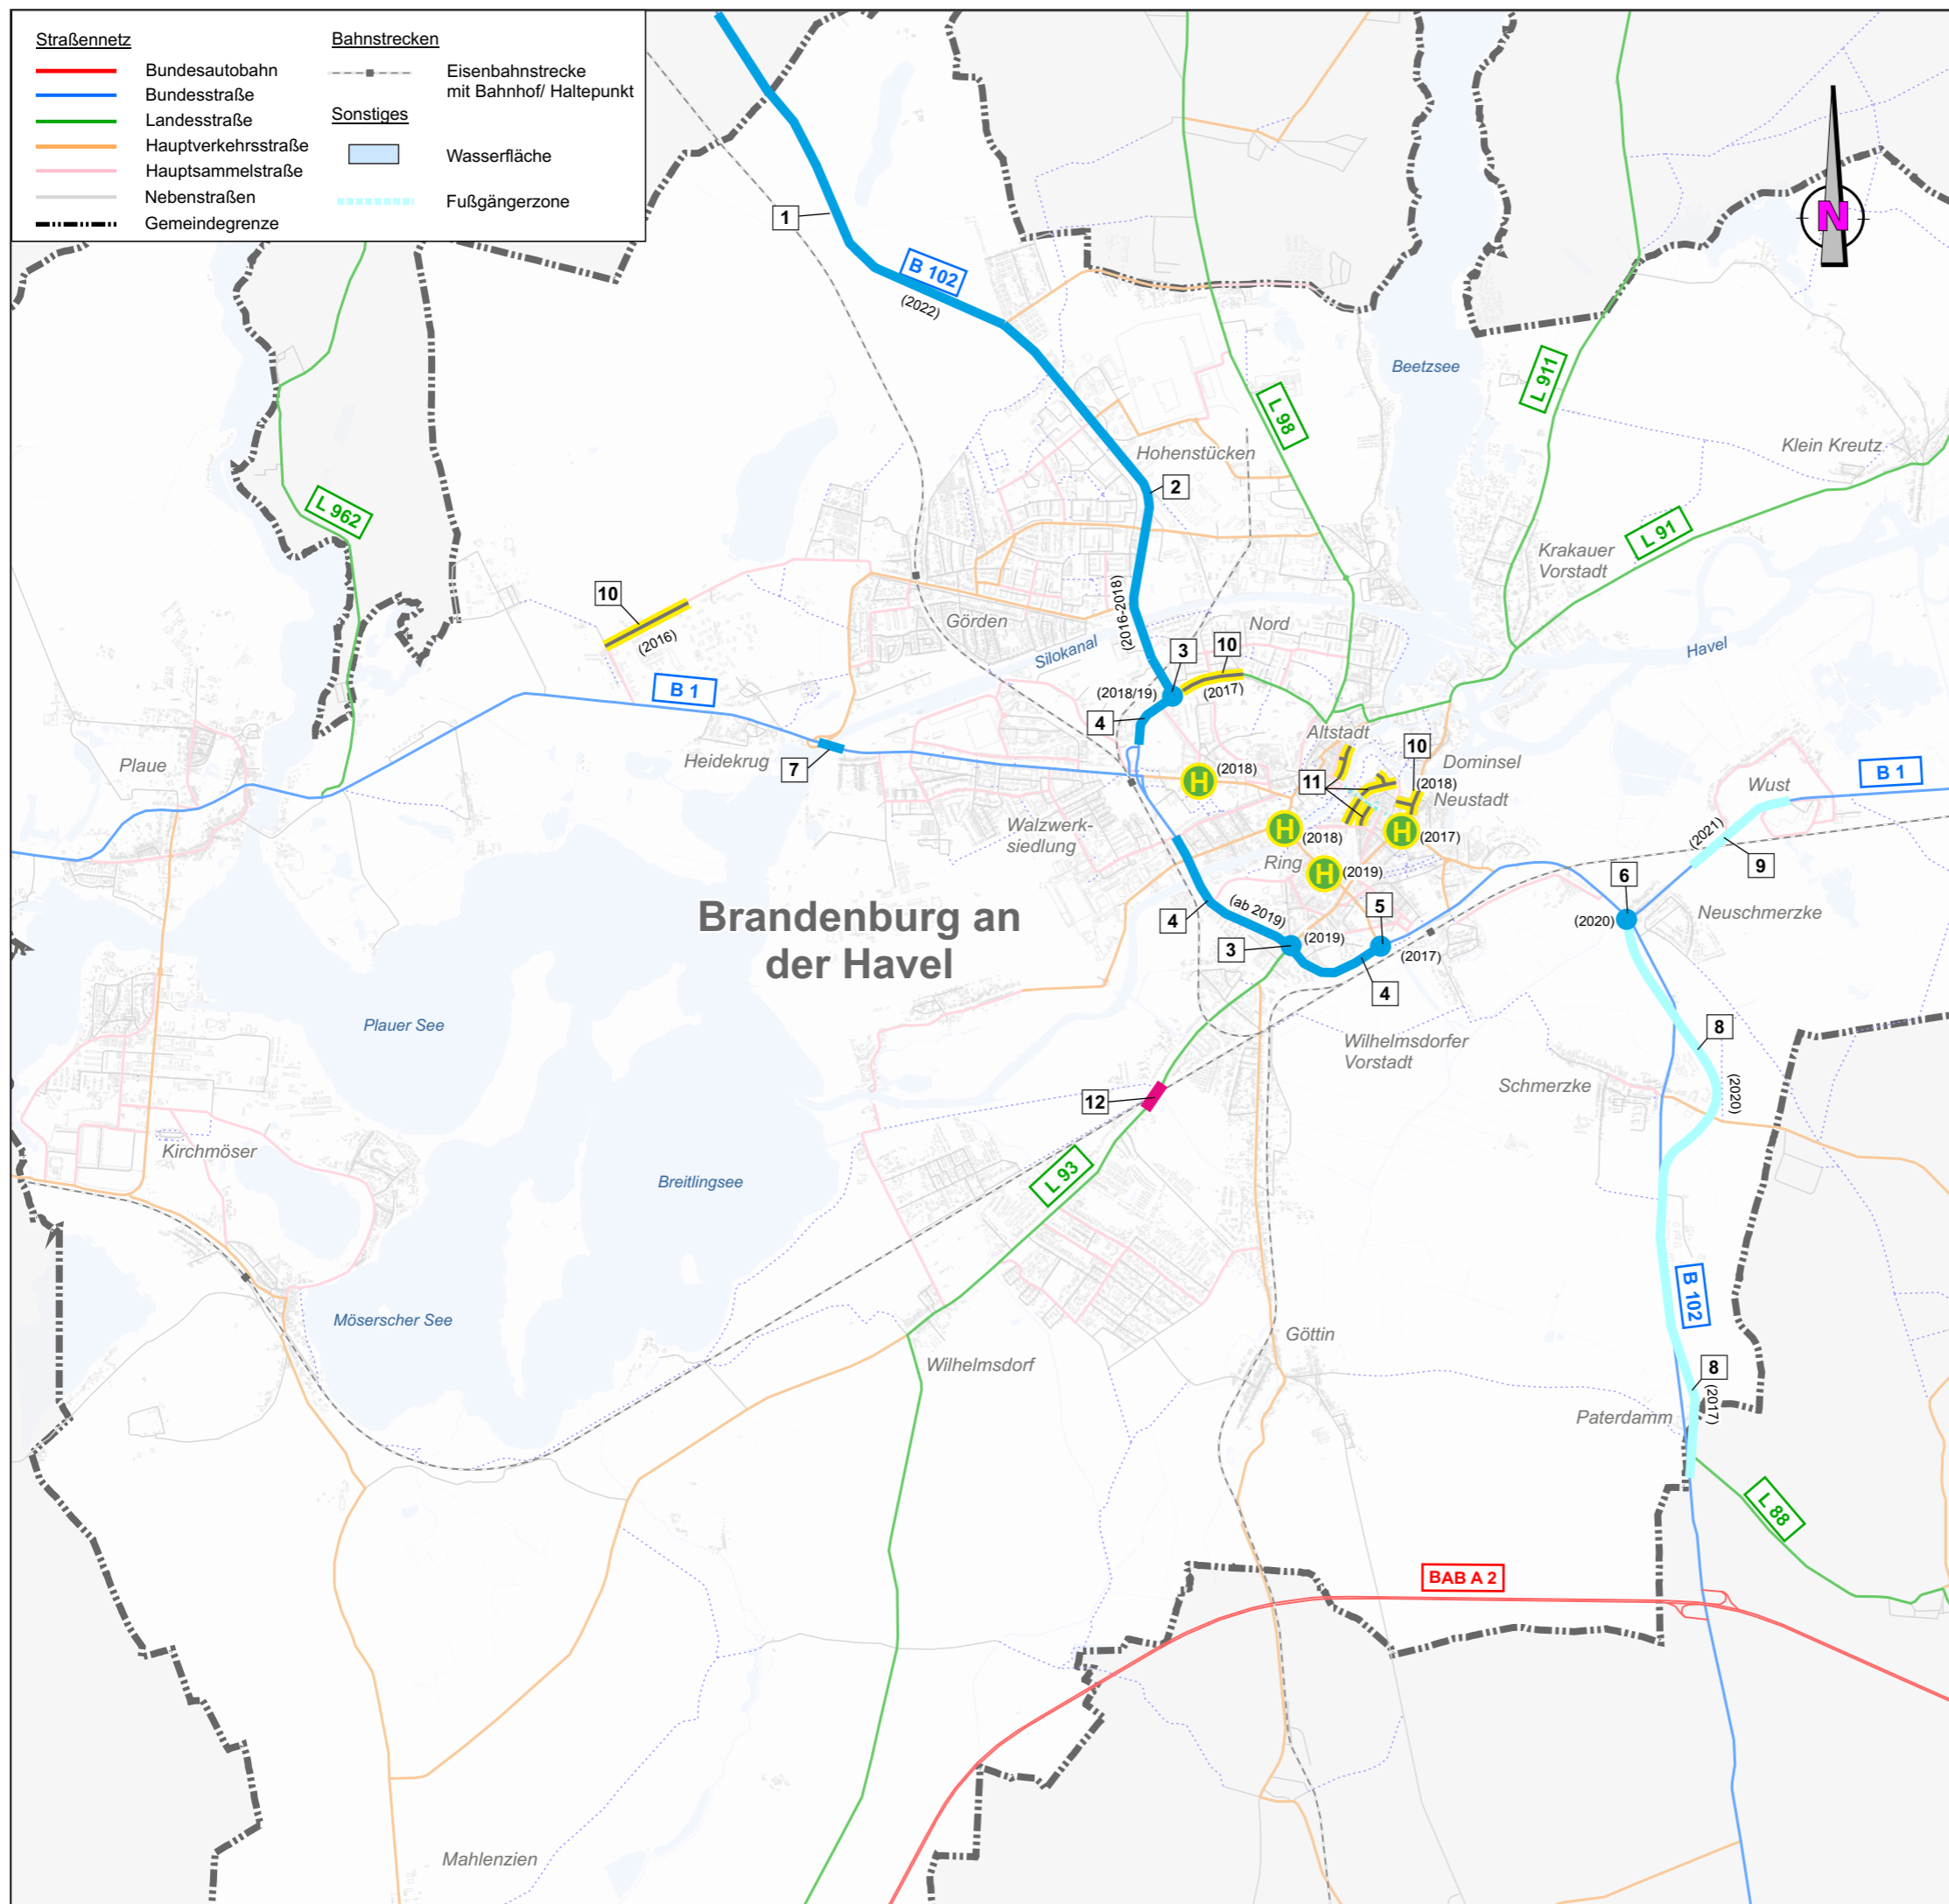 Straßennetz
Bundesautobahn
Bundesstraße
Landesstraße
Hauptverkehrsstraße
Hauptsammelstraße
Nebenstraßen
Gemeindegrenze
Bahnstrecken
Eisenbahnstrecke
mit Bahnhof/ Haltepunkt
Sonstiges
Wasserfläche
Fußgängerzone
N
1
B 102
(2022)
Beetzsee
L 911
L 98
Klein Kreutz
Hohenstücken
2
L 962
L 91
Krakauer
Vorstadt
10
(2016)
Görden
(2016-2018)
Nord
Silokanal
3
10
Havel
B 1
(2018/19)
(2017)
4
Altstadt
10
Plaue
Heidekrug
7
Dominsel
(2018)
11
(2018)
Neustadt
Wust
B 1
H
H
(2018)
H
(2017)
Walzwerk-
siedlung
(2021)
9
Ring
H
(2019)
6
Brandenburg an
der Havel
(ab 2019)
4
5
(2020)
Neuschmerzke
3
(2019)
(2017)
4
Plauer See
Wilhelmsdorfer
Vorstadt
8
Schmerzke
(2020)
12
Kirchmöser
L 93
Breitlingsee
B 102
Möserscher See
Göttin
Wilhelmsdorf
8
(2017)
Paterdamm
L 88
BAB A 2
Mahlenzien